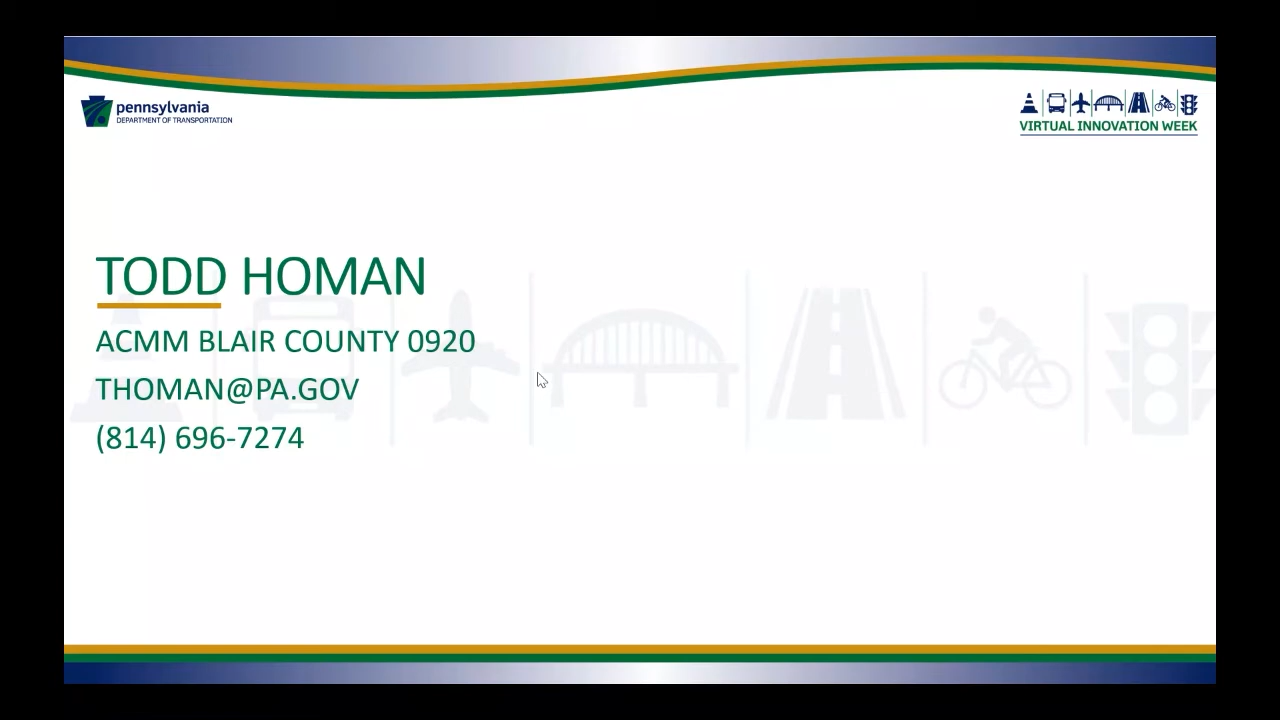 pennsylvania
DEPARTMENT OF TRANSPORTATION
VIRTUAL INNOVATION WEEK
TODD HOMAN
ACMM BLAIR COUNTY 0920
THOMAN@PA.GOV
(814) 696-7274